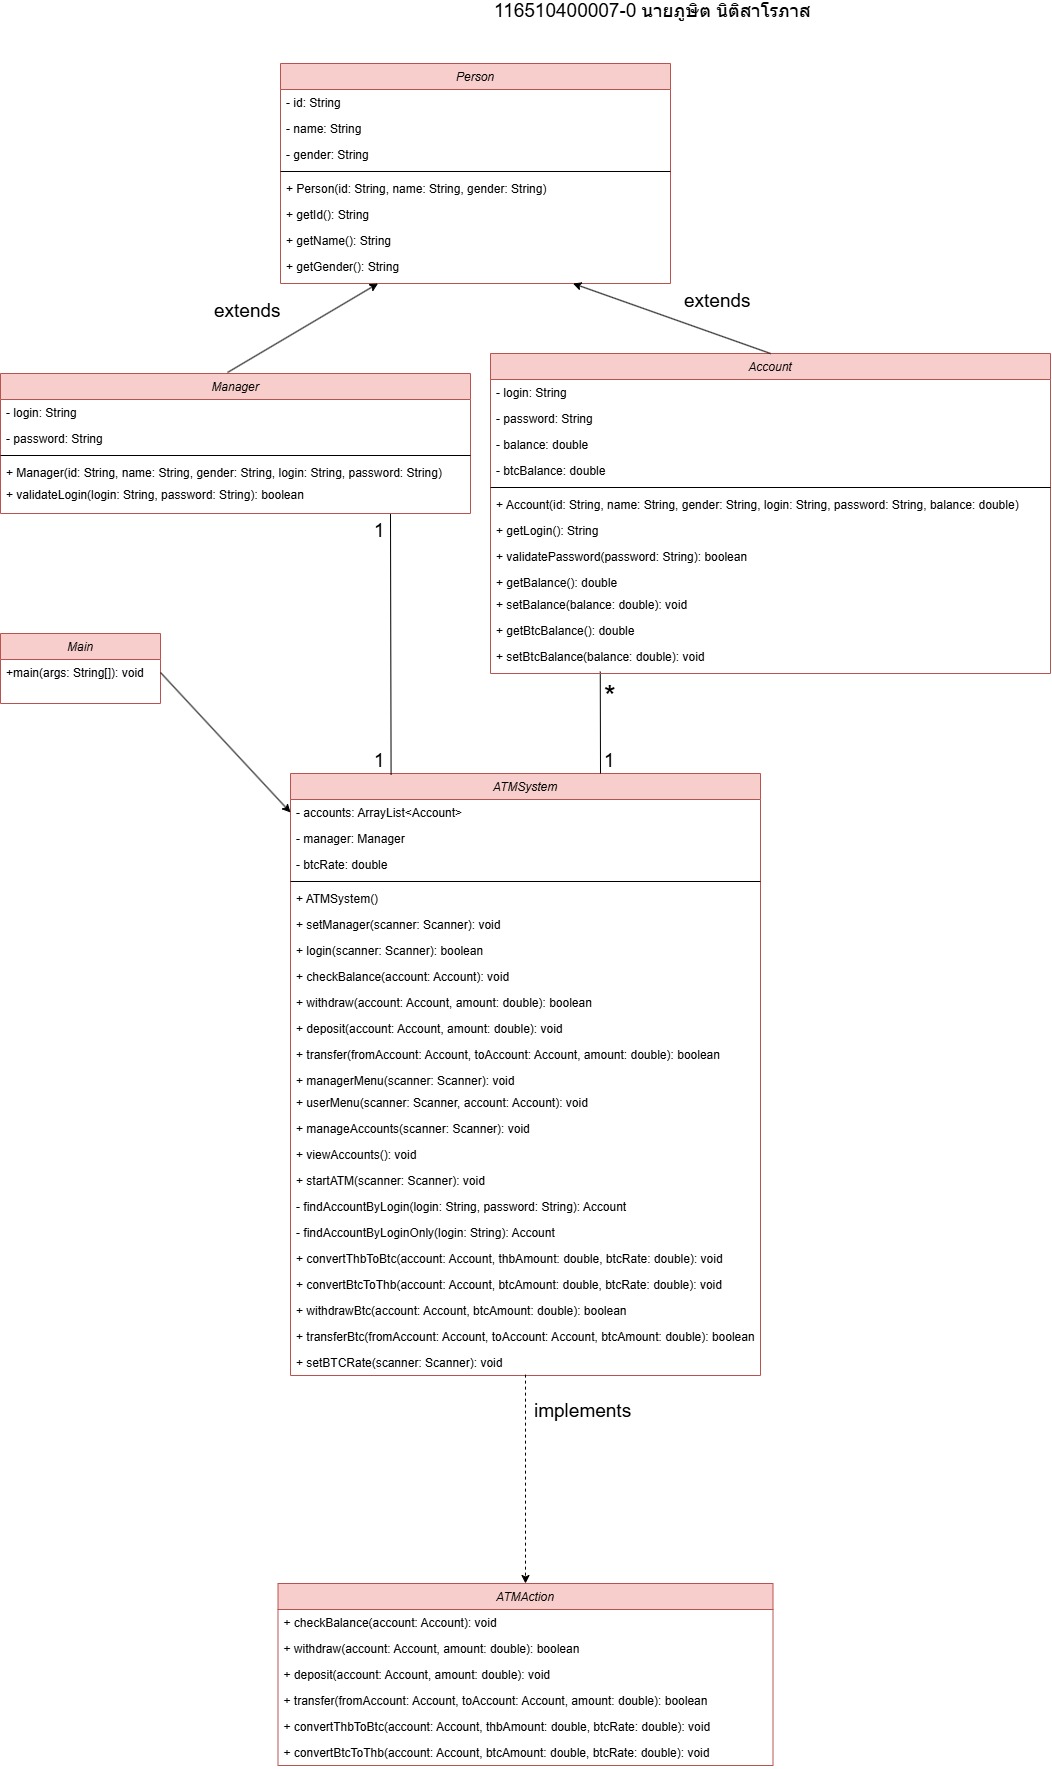 116510400007-0 นายภูษิต นิติสาโรภาส
Person
- id: String
- name: String
- gender: String
+ Person(id: String, name: String, gender: String)
+ getId(): String
+ getName(): String
+ getGender(): String
extends
extends
Manager
- login: String
- password: String
+ Manager(id: String, name: String, gender: String, login: String, password: String)
+ validateLogin(login: String, password: String): boolean
1
Account
- login: String
- password: String
- balance: double
- btcBalance: double
+ Account(id: String, name: String, gender: String, login: String, password: String, balance: double)
+ getLogin(): String
+ validatePassword(password: String): boolean
+ getBalance(): double
+ setBalance(balance: double): void
+ getBtcBalance(): double
+ setBtcBalance(balance: double): void
*
Main
+main(args: String[]): void
1
1
ATMSystem
- accounts: ArrayList<Account>
- manager: Manager
- btcRate: double
+ ATMSystem()
+ setManager(scanner: Scanner): void
+ login(scanner: Scanner): boolean
+ checkBalance(account: Account): void
+ withdraw(account: Account, amount: double): boolean
+ deposit(account: Account, amount: double): void
+ transfer(fromAccount: Account, toAccount: Account, amount: double): boolean
+ managerMenu(scanner: Scanner): void
+ userMenu(scanner: Scanner, account: Account): void
+ manageAccounts(scanner: Scanner): void
+ viewAccounts(): void
+ startATM(scanner: Scanner): void
- findAccountByLogin(login: String, password: String): Account
- findAccountByLoginOnly(login: String): Account
+ convertThbToBtc(account: Account, thbAmount: double, btcRate: double): void
+ convertBtcToThb(account: Account, btcAmount: double, btcRate: double): void
+ withdrawBtc(account: Account, btcAmount: double): boolean
+ transferBtc(fromAccount: Account, toAccount: Account, btcAmount: double): boolean
+ setBTCRate(scanner: Scanner): void
implements
ATMAction
+ checkBalance(account: Account): void
+ withdraw(account: Account, amount: double): boolean
+ deposit(account: Account, amount: double): void
+ transfer(fromAccount: Account, toAccount: Account, amount: double): boolean
+ convertThbToBtc(account: Account, thbAmount: double, btcRate: double): void
+ convertBtcToThb(account: Account, btcAmount: double, btcRate: double): void